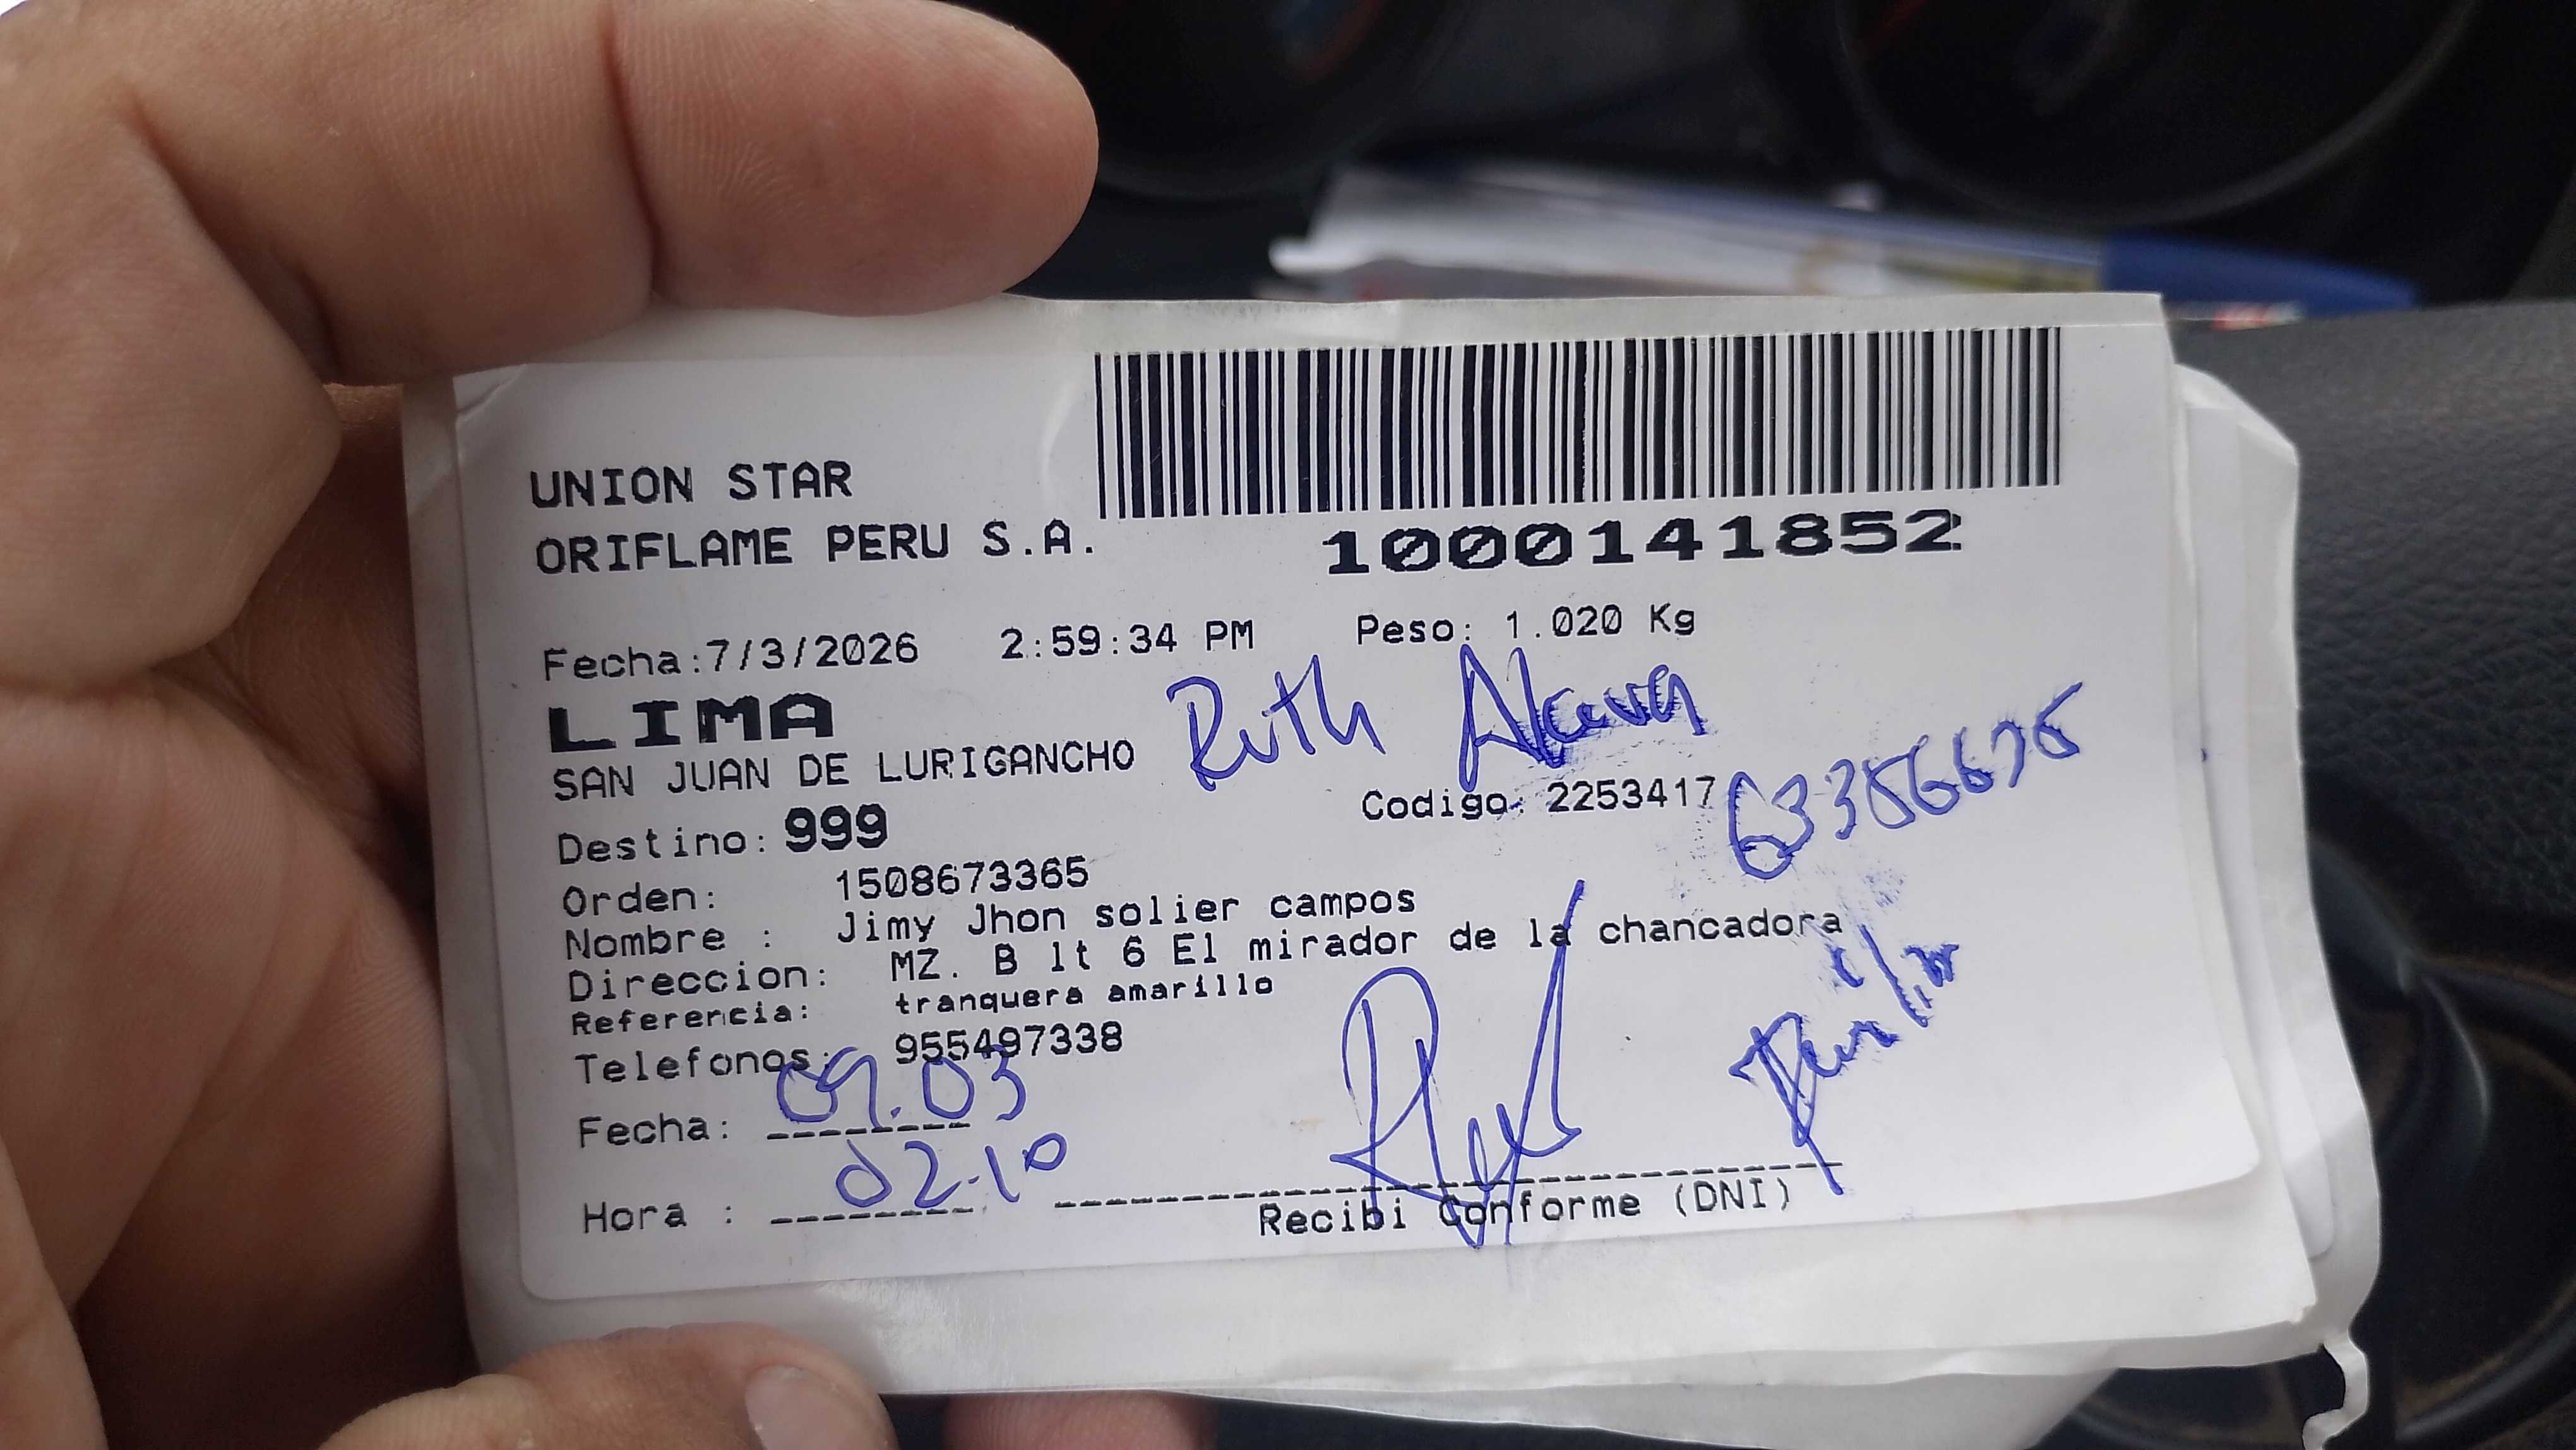 UNION STAR
ORIFLAME PERU S.A.
1000141852
Fecha:7/3/2026 2:59:34 PM Peso: 1.020 Kg
LIMA
Ruth
SAN JUAN DE LURIGANCHO
Destino: 999 Codigo: 2253417
Orden: 1508673365
Nombre : Jimy Jhon solier campos
Direccion: MZ. B lt 6 El mirador de la chancadora
Referencia: tranquera amarillo
Telefonos: 955497338
Fecha: 09.03
Hora : 02.10
Recibi Conforme (DNI)